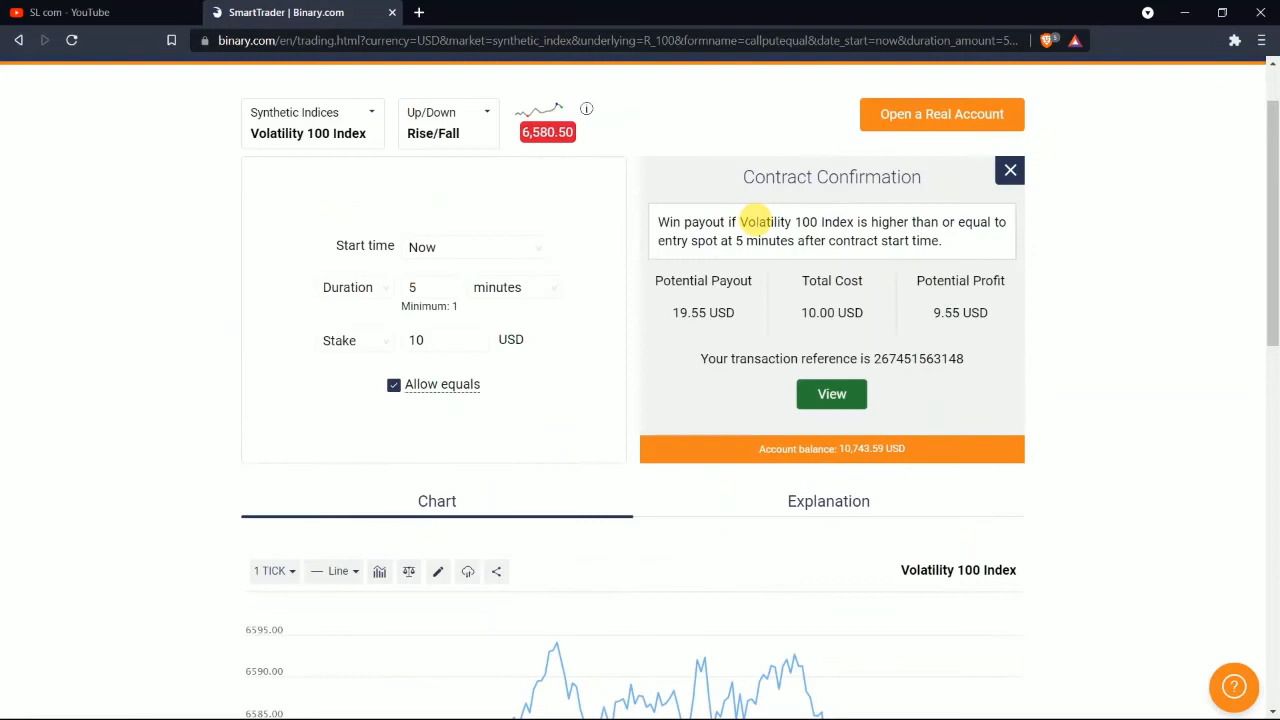 SL com - YouTube
SmartTrader | Binary.com
binary.com/en/trading.html?currency=USD&market=synthetic_index&underlying=R_100&formname=callputequal&date_start=now&duration_amount=5...
5
Synthetic Indices
Volatility 100 Index
Up/Down
Rise/Fall
6,580.50
Open a Real Account
Start time
Now
Duration
5
minutes
Minimum: 1
Stake
10
USD
Allow equals
Contract Confirmation
Win payout if Volatility 100 Index is higher than or equal to
entry spot at 5 minutes after contract start time.
Potential Payout
Total Cost
Potential Profit
19.55 USD
10.00 USD
9.55 USD
Your transaction reference is 267451563148
View
Account balance: 10,743.59 USD
Chart
Explanation
1 TICK
Line
Volatility 100 Index
6595.00
6590.00
6585.00